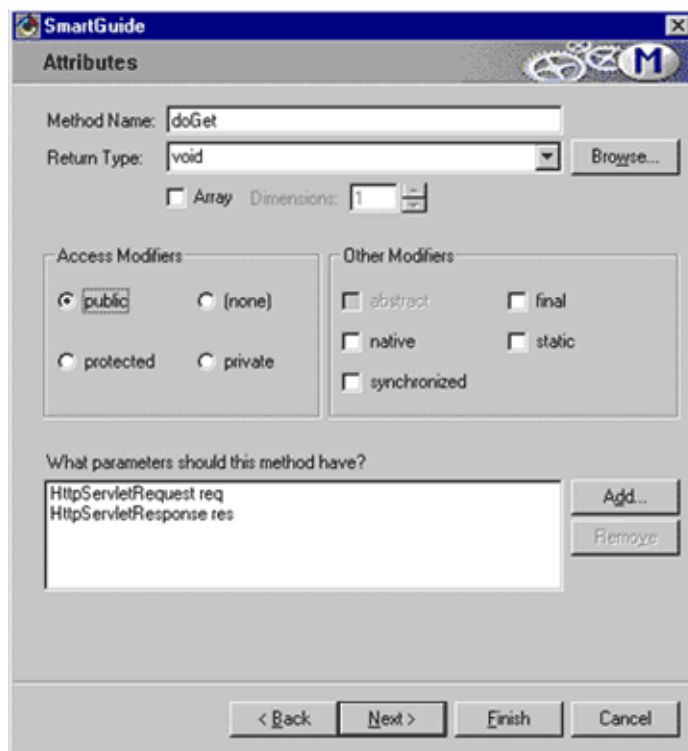 SmartGuide
Attributes
M
Method Name: doGet
Return Type: void Browse...
Array Dimensions: 1
Access Modifiers Other Modifiers
public (none) abstract final
protected private native static
synchronized
What parameters should this method have?
HttpServletRequest req Add...
HttpServletResponse res
Remove
< Back Next > Finish Cancel